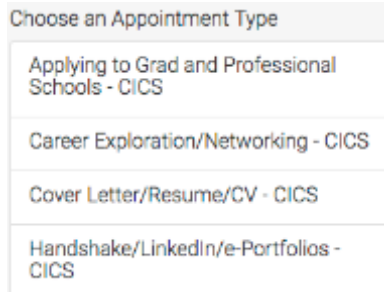 Choose an Appointment Type
Applying to Grad and Professional
Schools - CICS
Career Exploration/Networking - CICS
Cover Letter/Resume/CV - CICS
Handshake/LinkedIn/e-Portfolios -
CICS